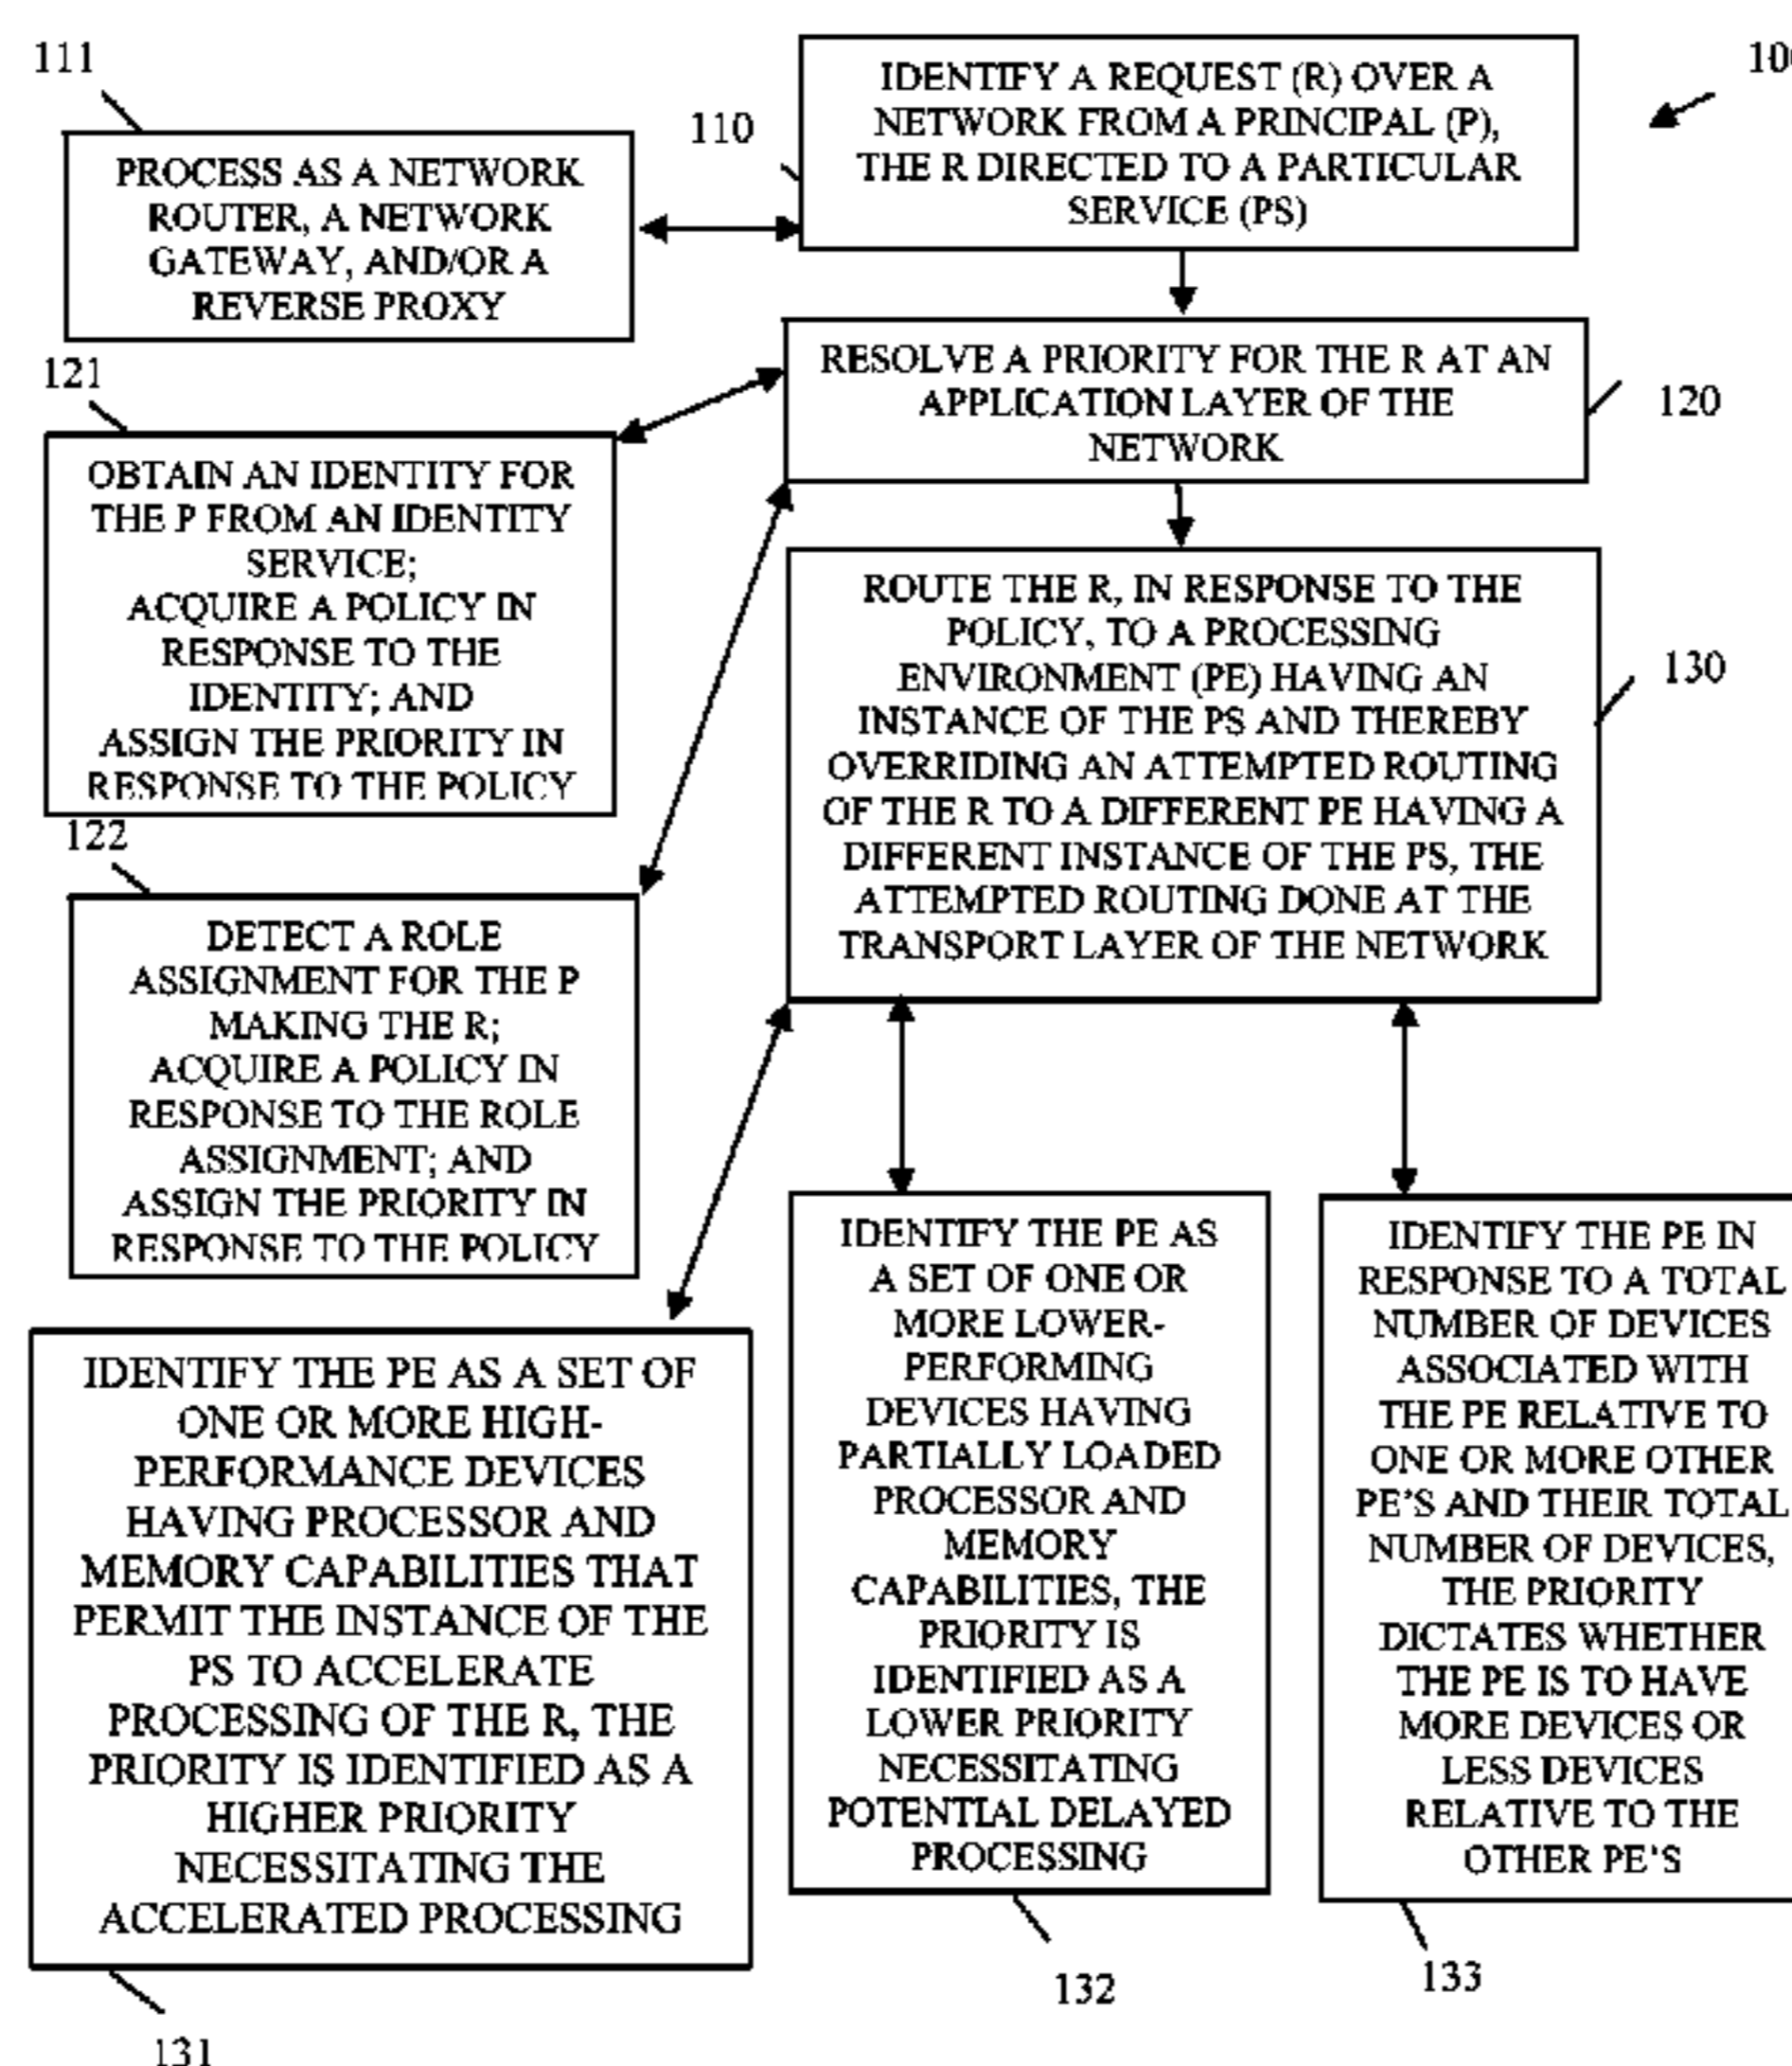 111
PROCESS AS A NETWORK
ROUTER, A NETWORK
GATEWAY, AND/OR A
REVERSE PROXY
110
IDENTIFY A REQUEST (R) OVER A
NETWORK FROM A PRINCIPAL (P),
THE R DIRECTED TO A PARTICULAR
SERVICE (PS)
121
OBTAIN AN IDENTITY FOR
THE P FROM AN IDENTITY
SERVICE;
ACQUIRE A POLICY IN
RESPONSE TO THE
IDENTITY; AND
ASSIGN THE PRIORITY IN
RESPONSE TO THE POLICY
RESOLVE A PRIORITY FOR THE R AT AN
APPLICATION LAYER OF THE
NETWORK
120
122
DETECT A ROLE
ASSIGNMENT FOR THE P
MAKING THE R;
ACQUIRE A POLICY IN
RESPONSE TO THE ROLE
ASSIGNMENT; AND
ASSIGN THE PRIORITY IN
RESPONSE TO THE POLICY
ROUTE THE R, IN RESPONSE TO THE
POLICY, TO A PROCESSING
ENVIRONMENT (PE) HAVING AN
INSTANCE OF THE PS AND THEREBY
OVERRIDING AN ATTEMPTED ROUTING
OF THE R TO A DIFFERENT PE HAVING A
DIFFERENT INSTANCE OF THE PS, THE
ATTEMPTED ROUTING DONE AT THE
TRANSPORT LAYER OF THE NETWORK
130
IDENTIFY THE PE AS A SET OF
ONE OR MORE HIGH-
PERFORMANCE DEVICES
HAVING PROCESSOR AND
MEMORY CAPABILITIES THAT
PERMIT THE INSTANCE OF THE
PS TO ACCELERATE
PROCESSING OF THE R, THE
PRIORITY IS IDENTIFIED AS A
HIGHER PRIORITY
NECESSITATING THE
ACCELERATED PROCESSING
131
IDENTIFY THE PE AS
A SET OF ONE OR
MORE LOWER-
PERFORMING
DEVICES HAVING
PARTIALLY LOADED
PROCESSOR AND
MEMORY
CAPABILITIES, THE
PRIORITY IS
IDENTIFIED AS A
LOWER PRIORITY
NECESSITATING
POTENTIAL DELAYED
PROCESSING
132
IDENTIFY THE PE IN
RESPONSE TO A TOTAL
NUMBER OF DEVICES
ASSOCIATED WITH
THE PE RELATIVE TO
ONE OR MORE OTHER
PE'S AND THEIR TOTAL
NUMBER OF DEVICES,
THE PRIORITY
DICTATES WHETHER
THE PE IS TO HAVE
MORE DEVICES OR
LESS DEVICES
RELATIVE TO THE
OTHER PE'S
133